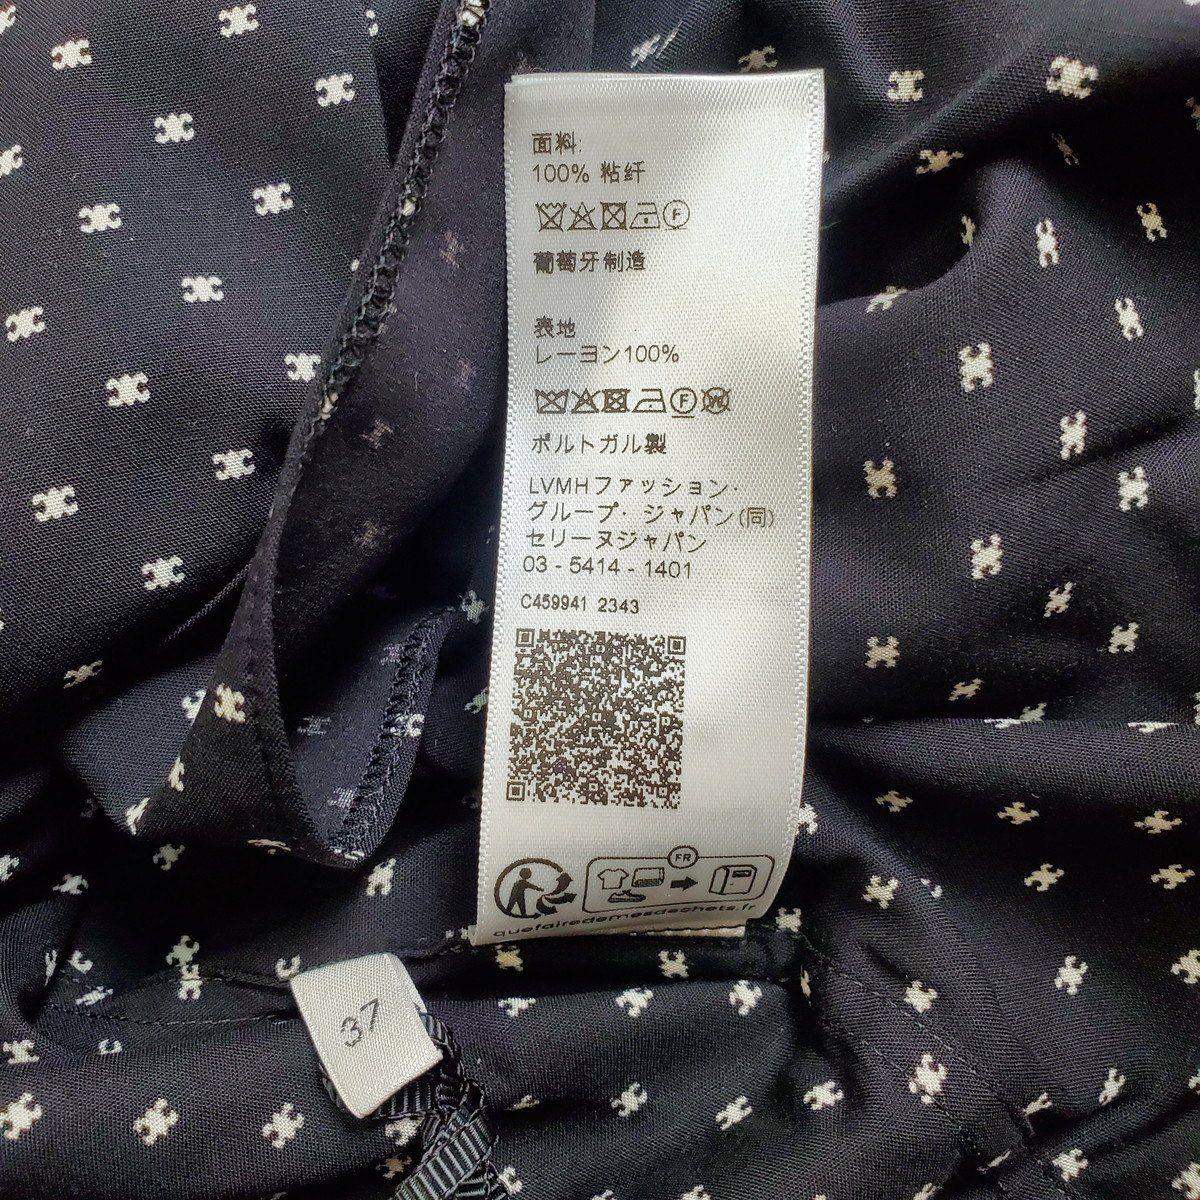 面料:
100% 粘纤
F
葡萄牙制造
表地
レーヨン100%
F W
ポルトガル製
LVMHファッション・
グループ・ジャパン(同)
セリーヌジャパン
03 - 5414 - 1401
C459941 2343
FR
quefairedemesdechets.fr
37